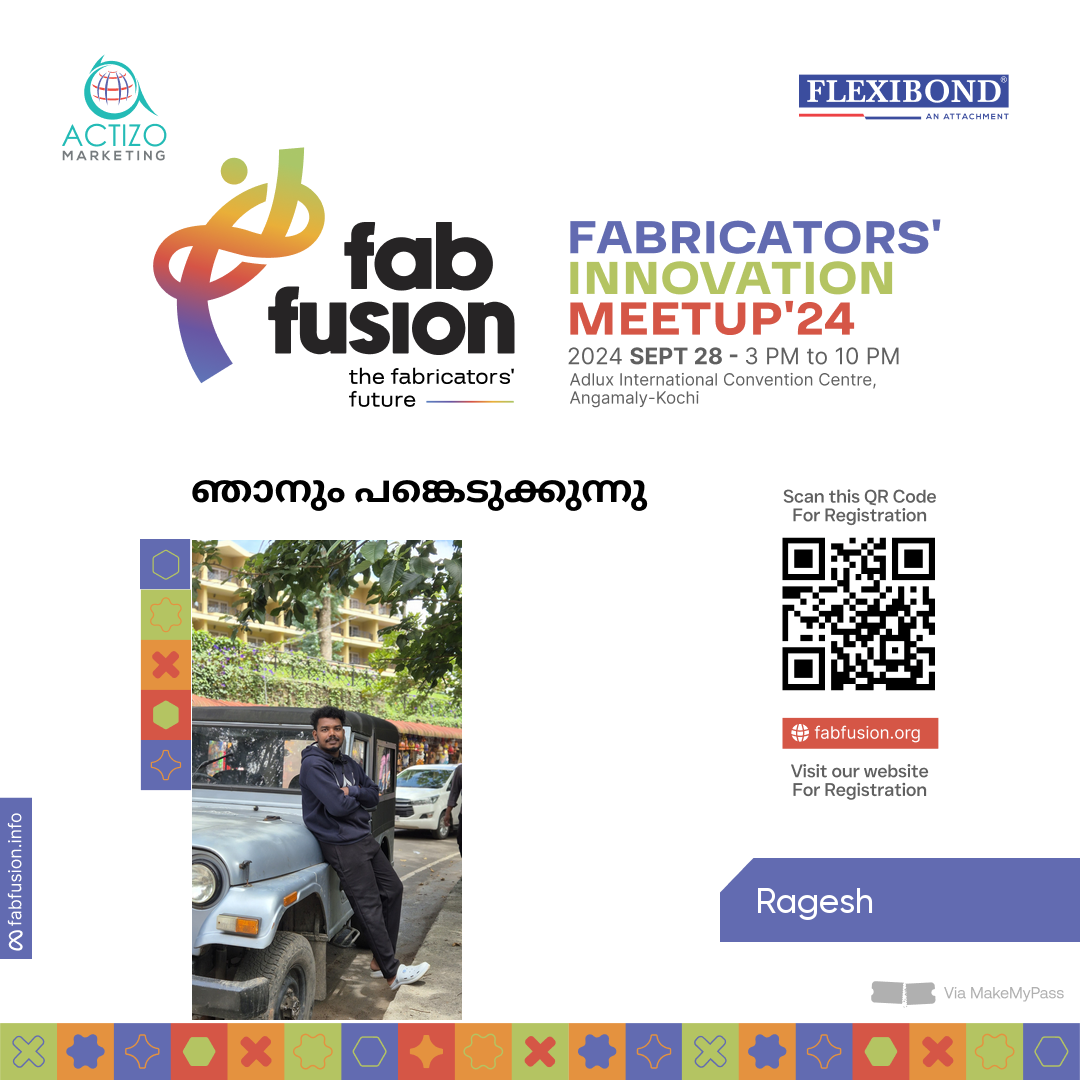 ACTIZO
MARKETING
FLEXIBOND®
AN ATTACHMENT
fab
fusion
the fabricators'
future
FABRICATORS'
INNOVATION
MEETUP'24
2024 SEPT 28 - 3 PM to 10 PM
Adlux International Convention Centre,
Angamaly-Kochi
ഞാനും പങ്കെടുക്കുന്നു
Scan this QR Code
For Registration
fabfusion.org
Visit our website
For Registration
fabfusion.info
Ragesh
Via MakeMyPass